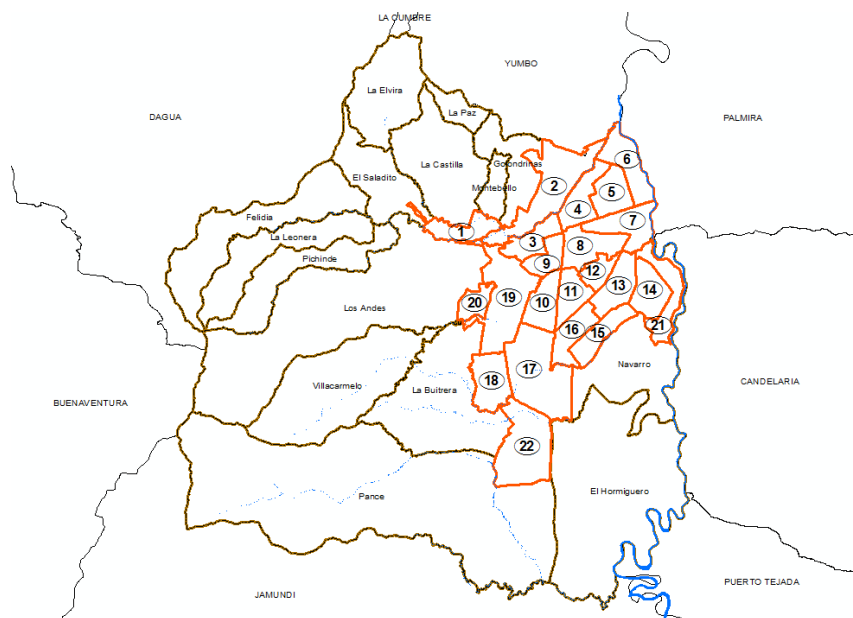 LA CUMBRE
YUMBO
La Elvira
DAGUA
La Paz
PALMIRA
La Castilla
Golondrinas
6
El Saladito
2
5
Montebello
4
Felidia
7
1
La Leonera
3
8
Pichinde
9
12
13
14
20
19
10
11
Los Andes
16
15
21
17
Navarro
18
Villacarmelo
La Buitrera
CANDELARIA
BUENAVENTURA
22
Pance
El Hormiguero
PUERTO TEJADA
JAMUNDI